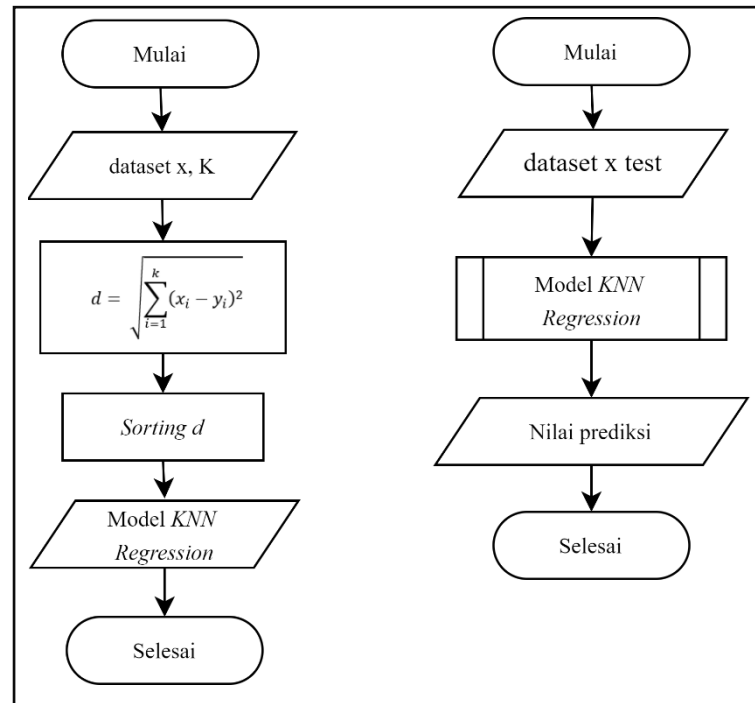 Mulai
dataset x, K
d = √∑_{i=1}^{k}(x_i − y_i)²
Sorting d
Model KNN
Regression
Selesai
Mulai
dataset x test
Model KNN
Regression
Nilai prediksi
Selesai